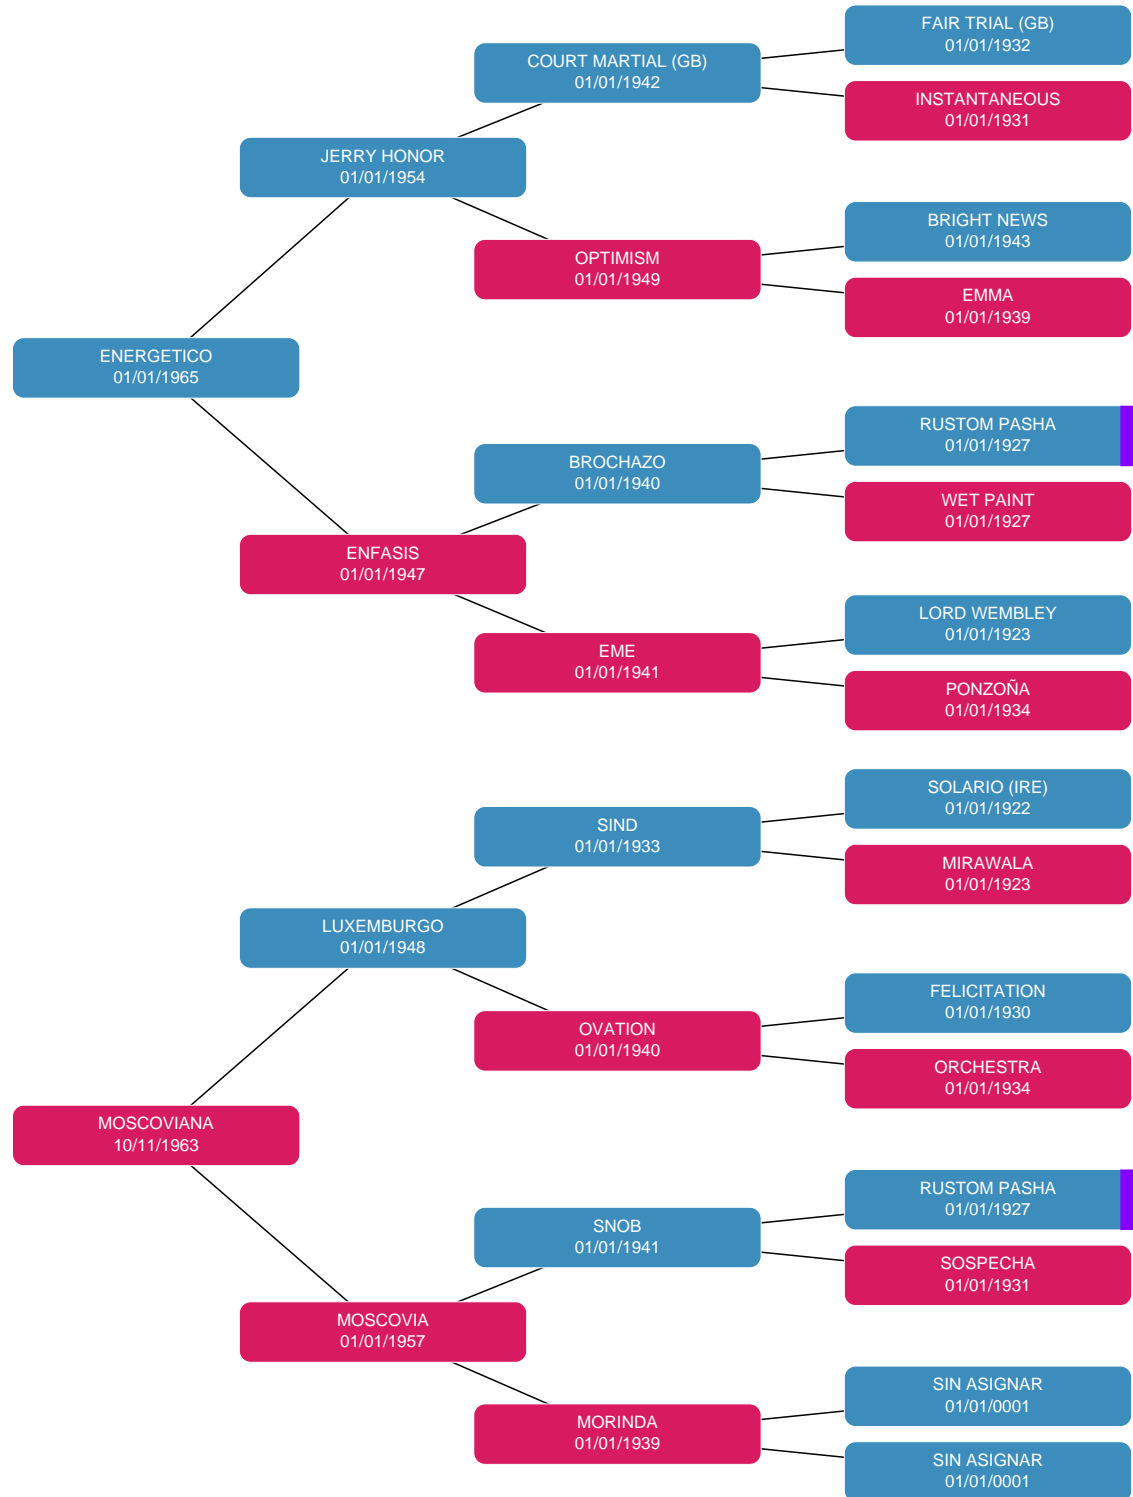 FAIR TRIAL (GB)
01/01/1932
COURT MARTIAL (GB)
01/01/1942
INSTANTANEOUS
01/01/1931
JERRY HONOR
01/01/1954
BRIGHT NEWS
01/01/1943
OPTIMISM
01/01/1949
EMMA
01/01/1939
ENERGETICO
01/01/1965
RUSTOM PASHA
01/01/1927
BROCHAZO
01/01/1940
WET PAINT
01/01/1927
ENFASIS
01/01/1947
LORD WEMBLEY
01/01/1923
EME
01/01/1941
PONZOÑA
01/01/1934
SOLARIO (IRE)
01/01/1922
SIND
01/01/1933
MIRAWALA
01/01/1923
LUXEMBURGO
01/01/1948
FELICITATION
01/01/1930
OVATION
01/01/1940
ORCHESTRA
01/01/1934
MOSCOVIANA
10/11/1963
RUSTOM PASHA
01/01/1927
SNOB
01/01/1941
SOSPECHA
01/01/1931
MOSCOVIA
01/01/1957
SIN ASIGNAR
01/01/0001
MORINDA
01/01/1939
SIN ASIGNAR
01/01/0001